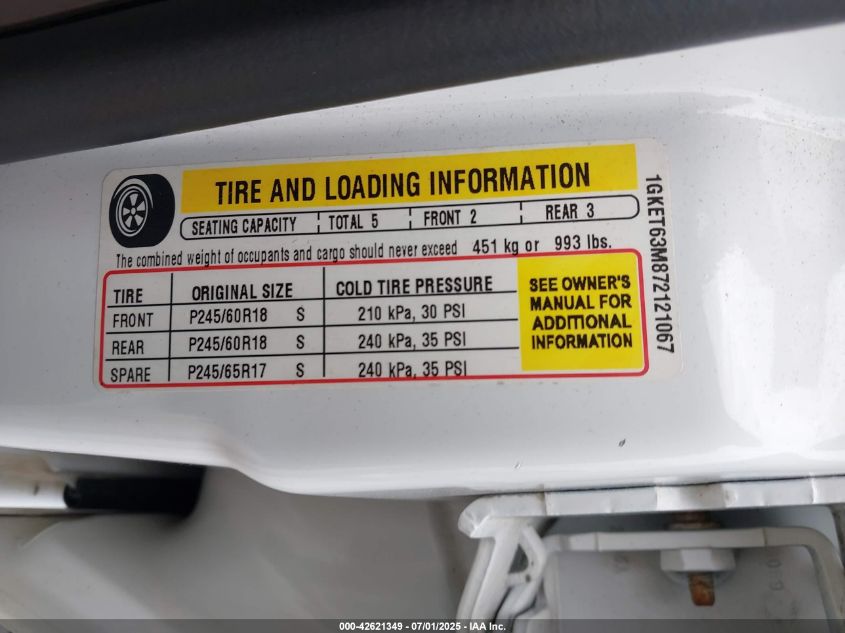 TIRE AND LOADING INFORMATION
SEATING CAPACITY TOTAL 5 FRONT 2 REAR 3
The combined weight of occupants and cargo should never exceed 451 kg or 993 lbs.
TIRE ORIGINAL SIZE COLD TIRE PRESSURE
FRONT P245/60R18 S 210 kPa, 30 PSI
REAR P245/60R18 S 240 kPa, 35 PSI
SPARE P245/65R17 S 240 kPa, 35 PSI
SEE OWNER'S
MANUAL FOR
ADDITIONAL
INFORMATION
1GKET63M872121067
000-42621349 - 07/01/2025 - IAA Inc.